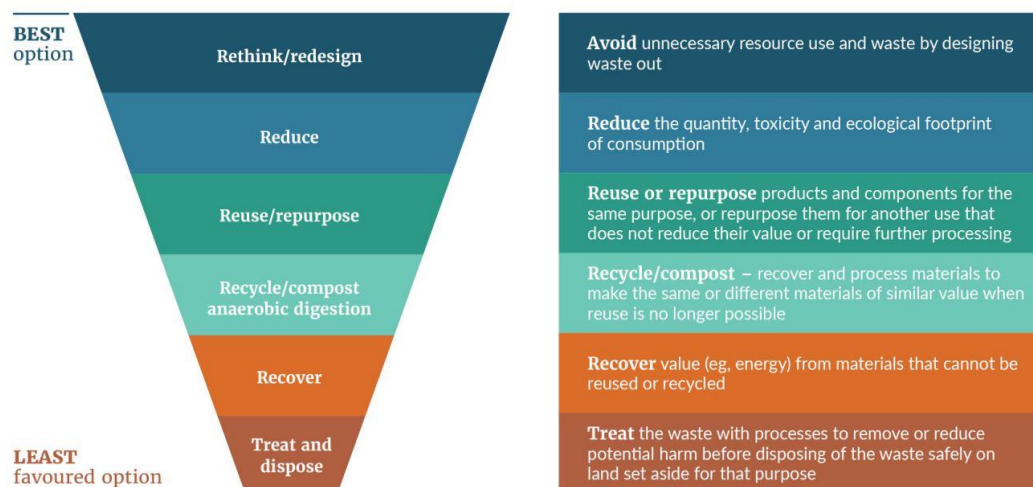 BEST
option
Rethink/redesign
Avoid unnecessary resource use and waste by designing
waste out
Reduce
Reduce the quantity, toxicity and ecological footprint
of consumption
Reuse/repurpose
Reuse or repurpose products and components for the
same purpose, or repurpose them for another use that
does not reduce their value or require further processing
Recycle/compost
anaerobic digestion
Recycle/compost – recover and process materials to
make the same or different materials of similar value when
reuse is no longer possible
Recover
Recover value (eg, energy) from materials that cannot be
reused or recycled
Treat and
dispose
Treat the waste with processes to remove or reduce
potential harm before disposing of the waste safely on
land set aside for that purpose
LEAST
favoured option